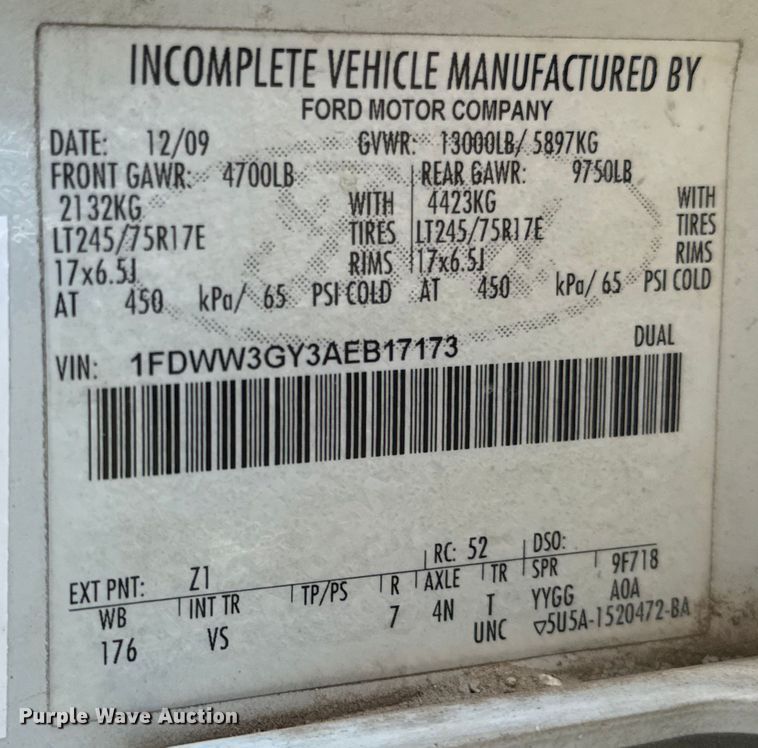 INCOMPLETE VEHICLE MANUFACTURED BY
FORD MOTOR COMPANY
DATE: 12/09 GVWR: 13000LB/ 5897KG
FRONT GAWR: 4700LB REAR GAWR: 9750LB
2132KG WITH 4423KG WITH
LT245/75R17E TIRES LT245/75R17E TIRES
17x6.5J RIMS 17x6.5J RIMS
AT 450 kPa/ 65 PSI COLD AT 450 kPa/ 65 PSI COLD
VIN: 1FDWW3GY3AEB17173 DUAL
EXT PNT: Z1 RC: 52 DSO:
WB INT TR TP/PS R AXLE TR SPR 9F718
176 VS 7 4N T YYGG A0A
UNC ▽5U5A-1520472-BA
Purple Wave Auction